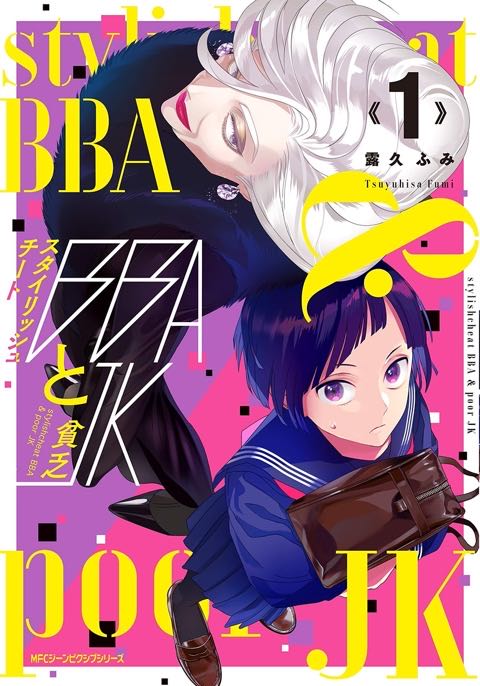 stylishcheat
BBA
《1》
露久ふみ
Tsuyuhisa Fumi
&
stylishcheat BBA & poor JK
スタイリッシュ
チート
BBA
と
貧乏
JK
stylishcheat BBA
& poor JK
poor JK
MFCジーンピクシブシリーズ